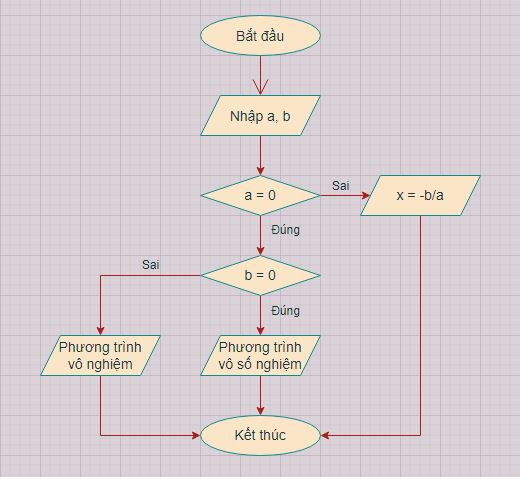 Bắt đầu
Nhập a, b
a = 0
Sai
x = -b/a
Đúng
b = 0
Sai
Đúng
Phương trình
vô nghiệm
Phương trình
vô số nghiệm
Kết thúc